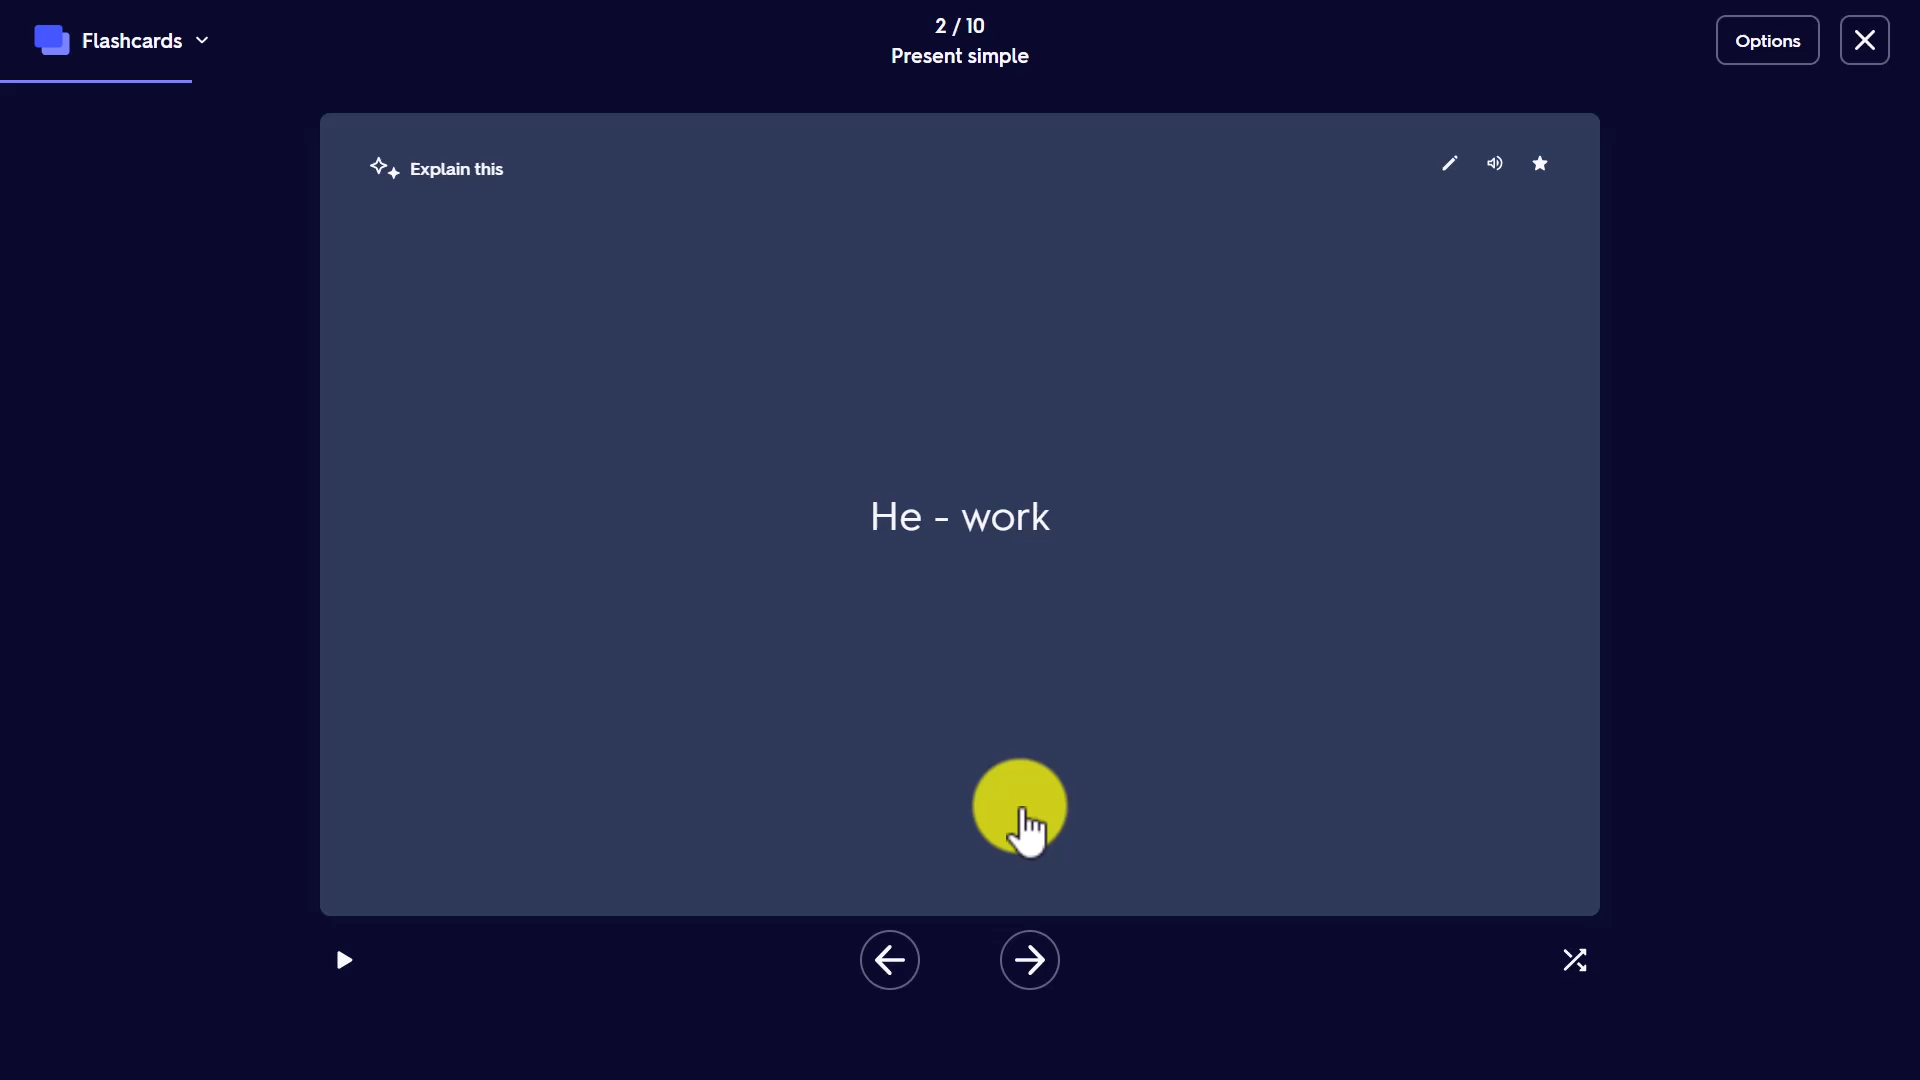 Flashcards
2 / 10
Present simple
Options
Explain this
He - work